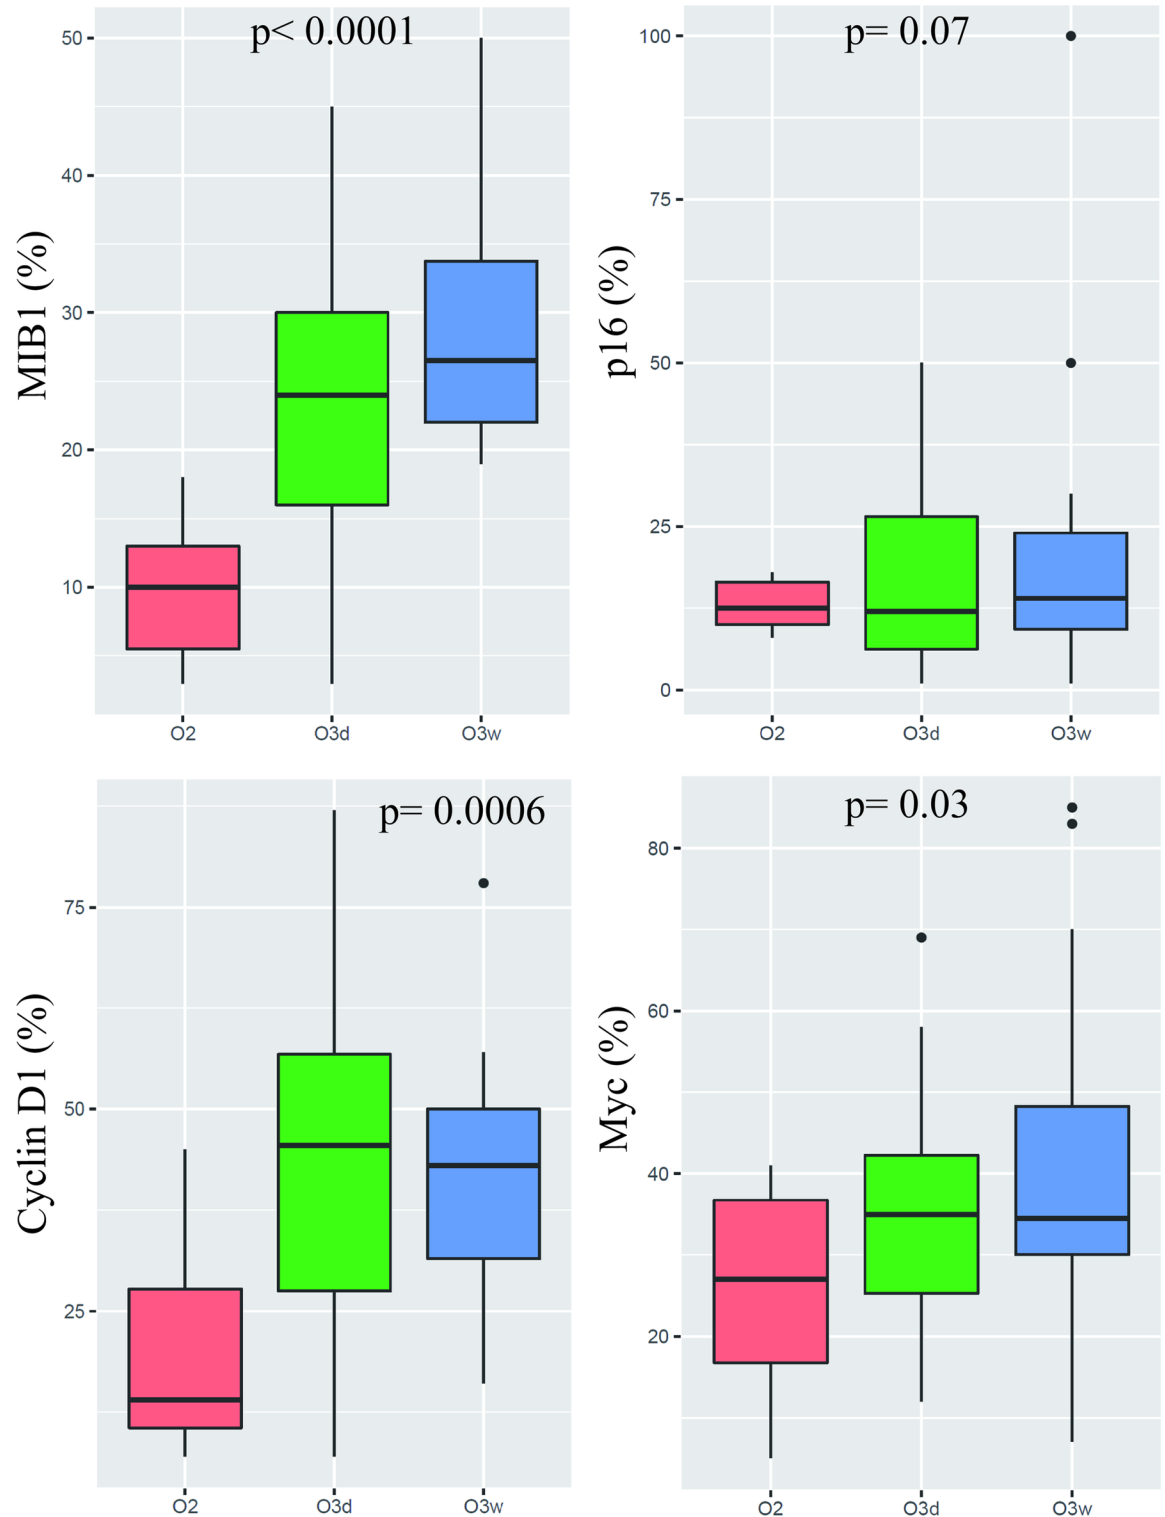 p< 0.0001
MIB1 (%)
50
40
30
20
10
O2 O3d O3w
p= 0.07
p16 (%)
100
75
50
25
0
O2 O3d O3w
p= 0.0006
Cyclin D1 (%)
75
50
25
O2 O3d O3w
p= 0.03
Myc (%)
80
60
40
20
O2 O3d O3w